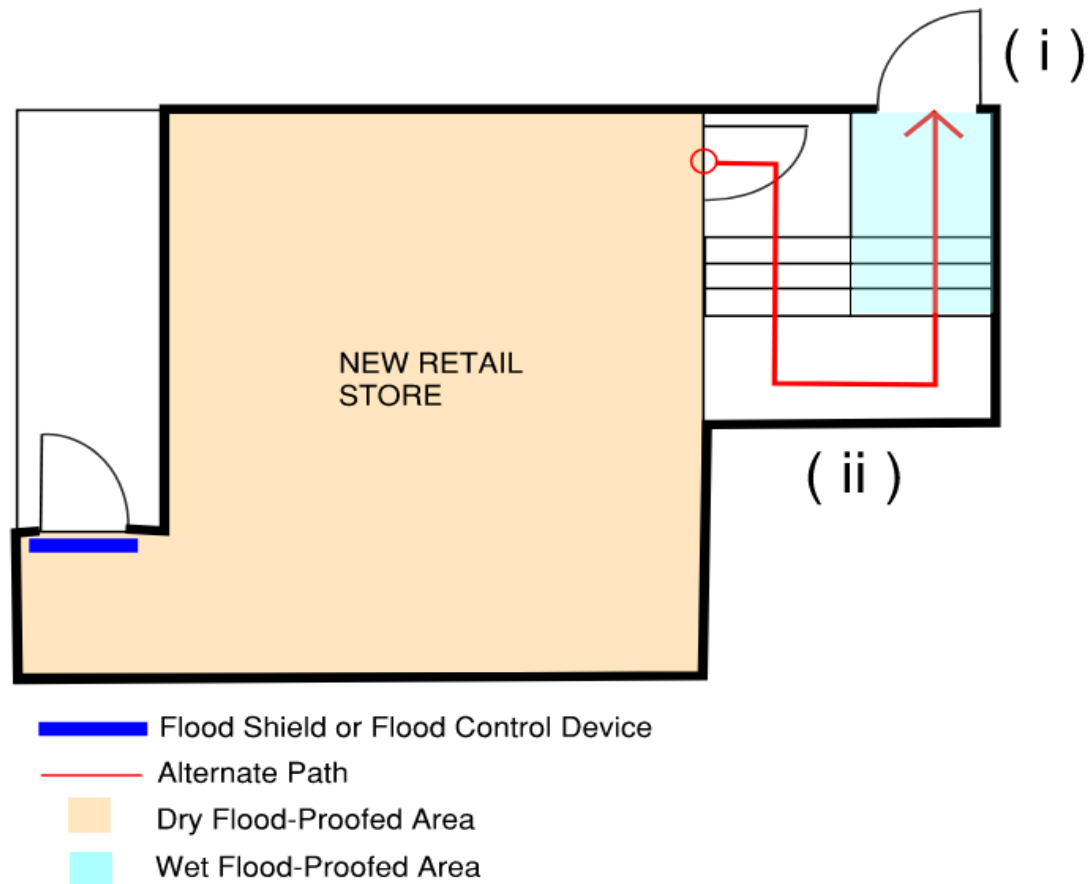 ( i )
NEW RETAIL
STORE
( ii )
Flood Shield or Flood Control Device
Alternate Path
Dry Flood-Proofed Area
Wet Flood-Proofed Area